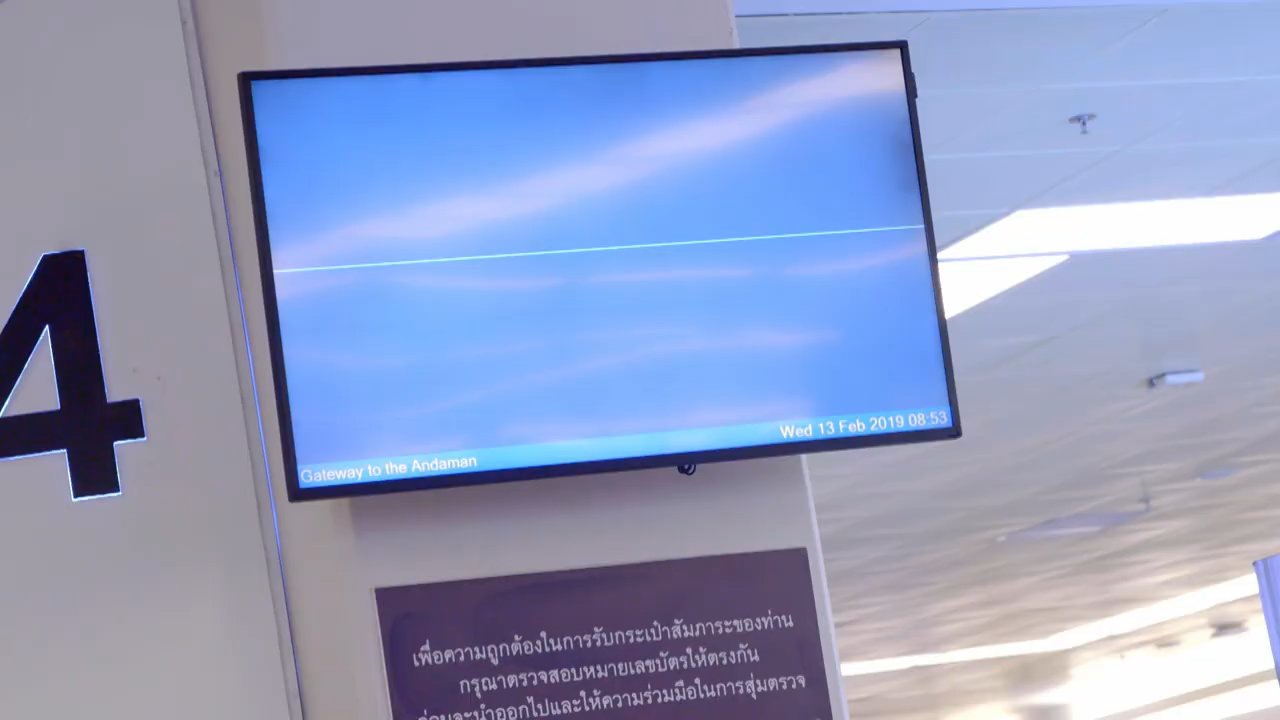 4
Wed 13 Feb 2019 08:53
Gateway to the Andaman
เพื่อความถูกต้องในการรับกระเป๋าสัมภาระของท่าน
กรุณาตรวจสอบหมายเลขบัตรให้ตรงกัน
ก่อนจะนำออกไปและให้ความร่วมมือในการสุ่มตรวจ